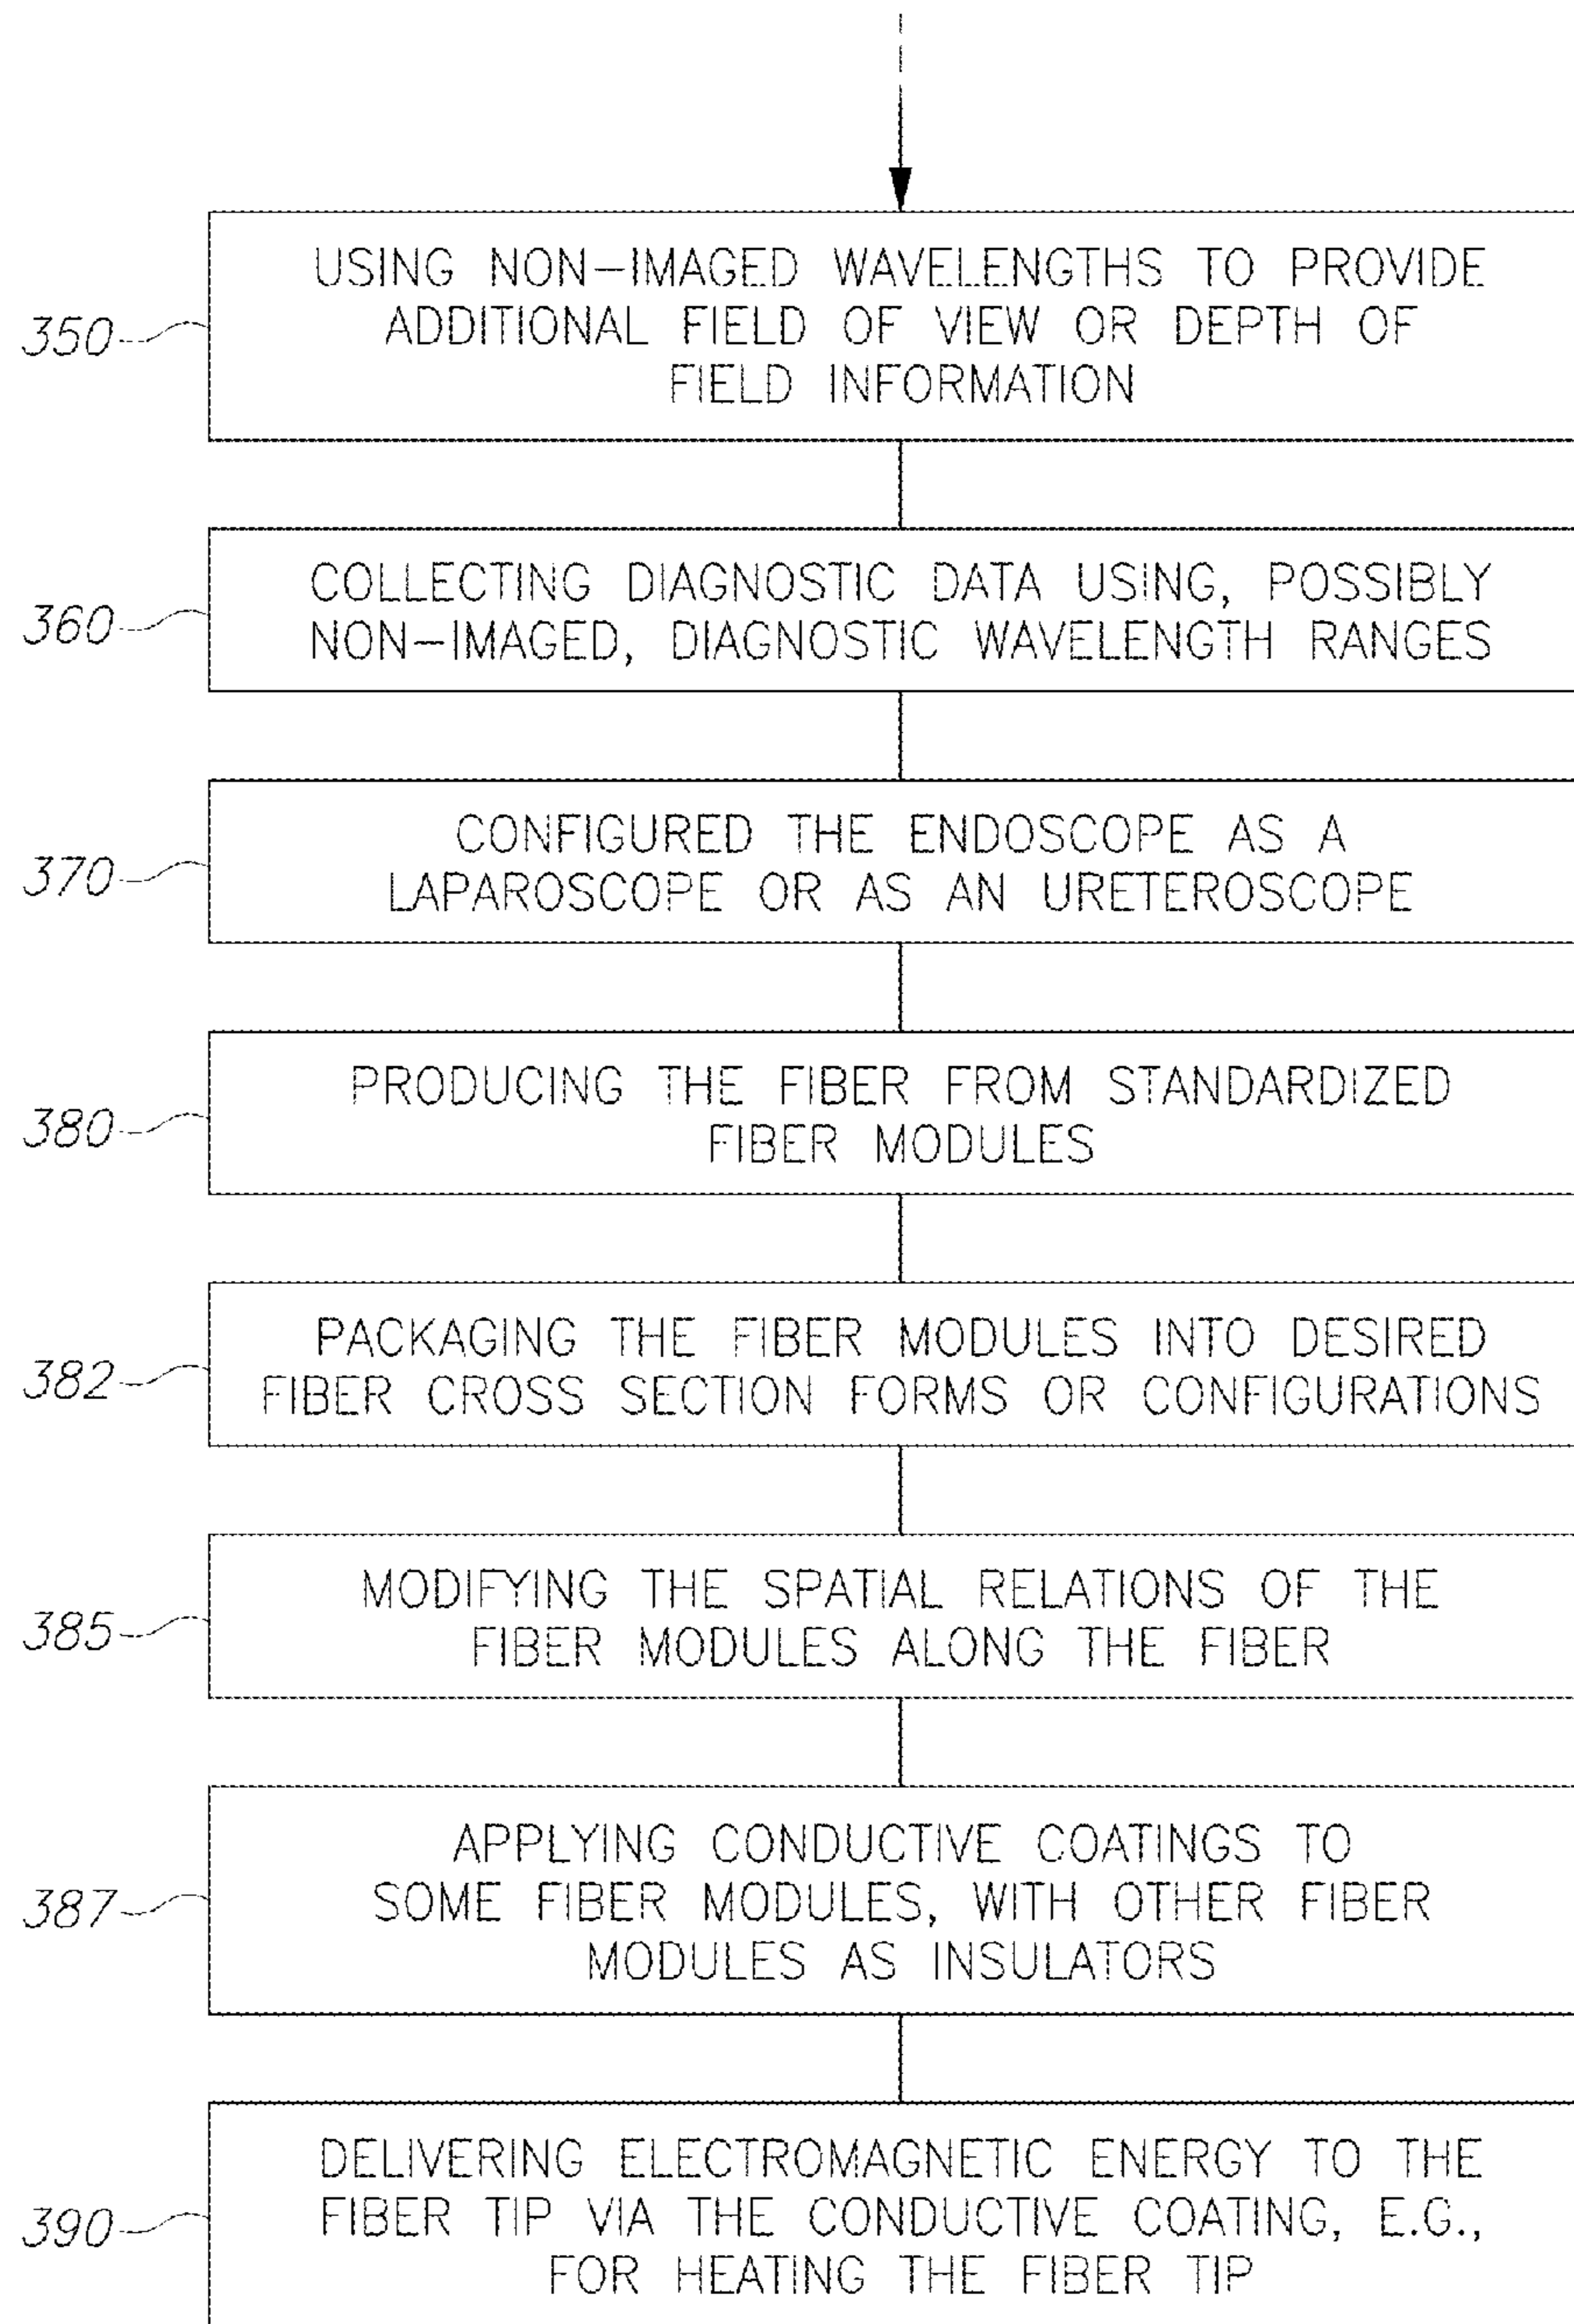 USING NON-IMAGED WAVELENGTHS TO PROVIDE
ADDITIONAL FIELD OF VIEW OR DEPTH OF
FIELD INFORMATION
350
COLLECTING DIAGNOSTIC DATA USING, POSSIBLY
NON-IMAGED, DIAGNOSTIC WAVELENGTH RANGES
360
CONFIGURED THE ENDOSCOPE AS A
LAPAROSCOPE OR AS AN URETEROSCOPE
370
PRODUCING THE FIBER FROM STANDARDIZED
FIBER MODULES
380
PACKAGING THE FIBER MODULES INTO DESIRED
FIBER CROSS SECTION FORMS OR CONFIGURATIONS
382
MODIFYING THE SPATIAL RELATIONS OF THE
FIBER MODULES ALONG THE FIBER
385
APPLYING CONDUCTIVE COATINGS TO
SOME FIBER MODULES, WITH OTHER FIBER
MODULES AS INSULATORS
387
DELIVERING ELECTROMAGNETIC ENERGY TO THE
FIBER TIP VIA THE CONDUCTIVE COATING, E.G.,
FOR HEATING THE FIBER TIP
390